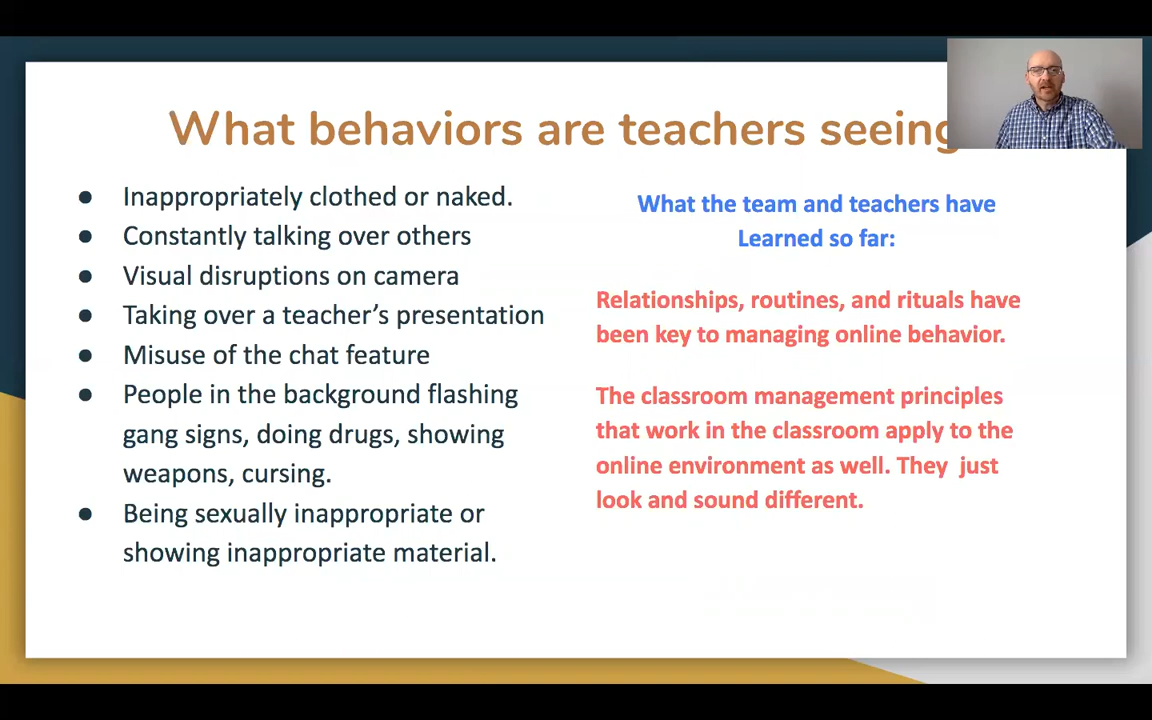 What behaviors are teachers seeing
Inappropriately clothed or naked.
Constantly talking over others
Visual disruptions on camera
Taking over a teacher's presentation
Misuse of the chat feature
People in the background flashing
gang signs, doing drugs, showing
weapons, cursing.
Being sexually inappropriate or
showing inappropriate material.
What the team and teachers have
Learned so far:
Relationships, routines, and rituals have
been key to managing online behavior.
The classroom management principles
that work in the classroom apply to the
online environment as well. They just
look and sound different.